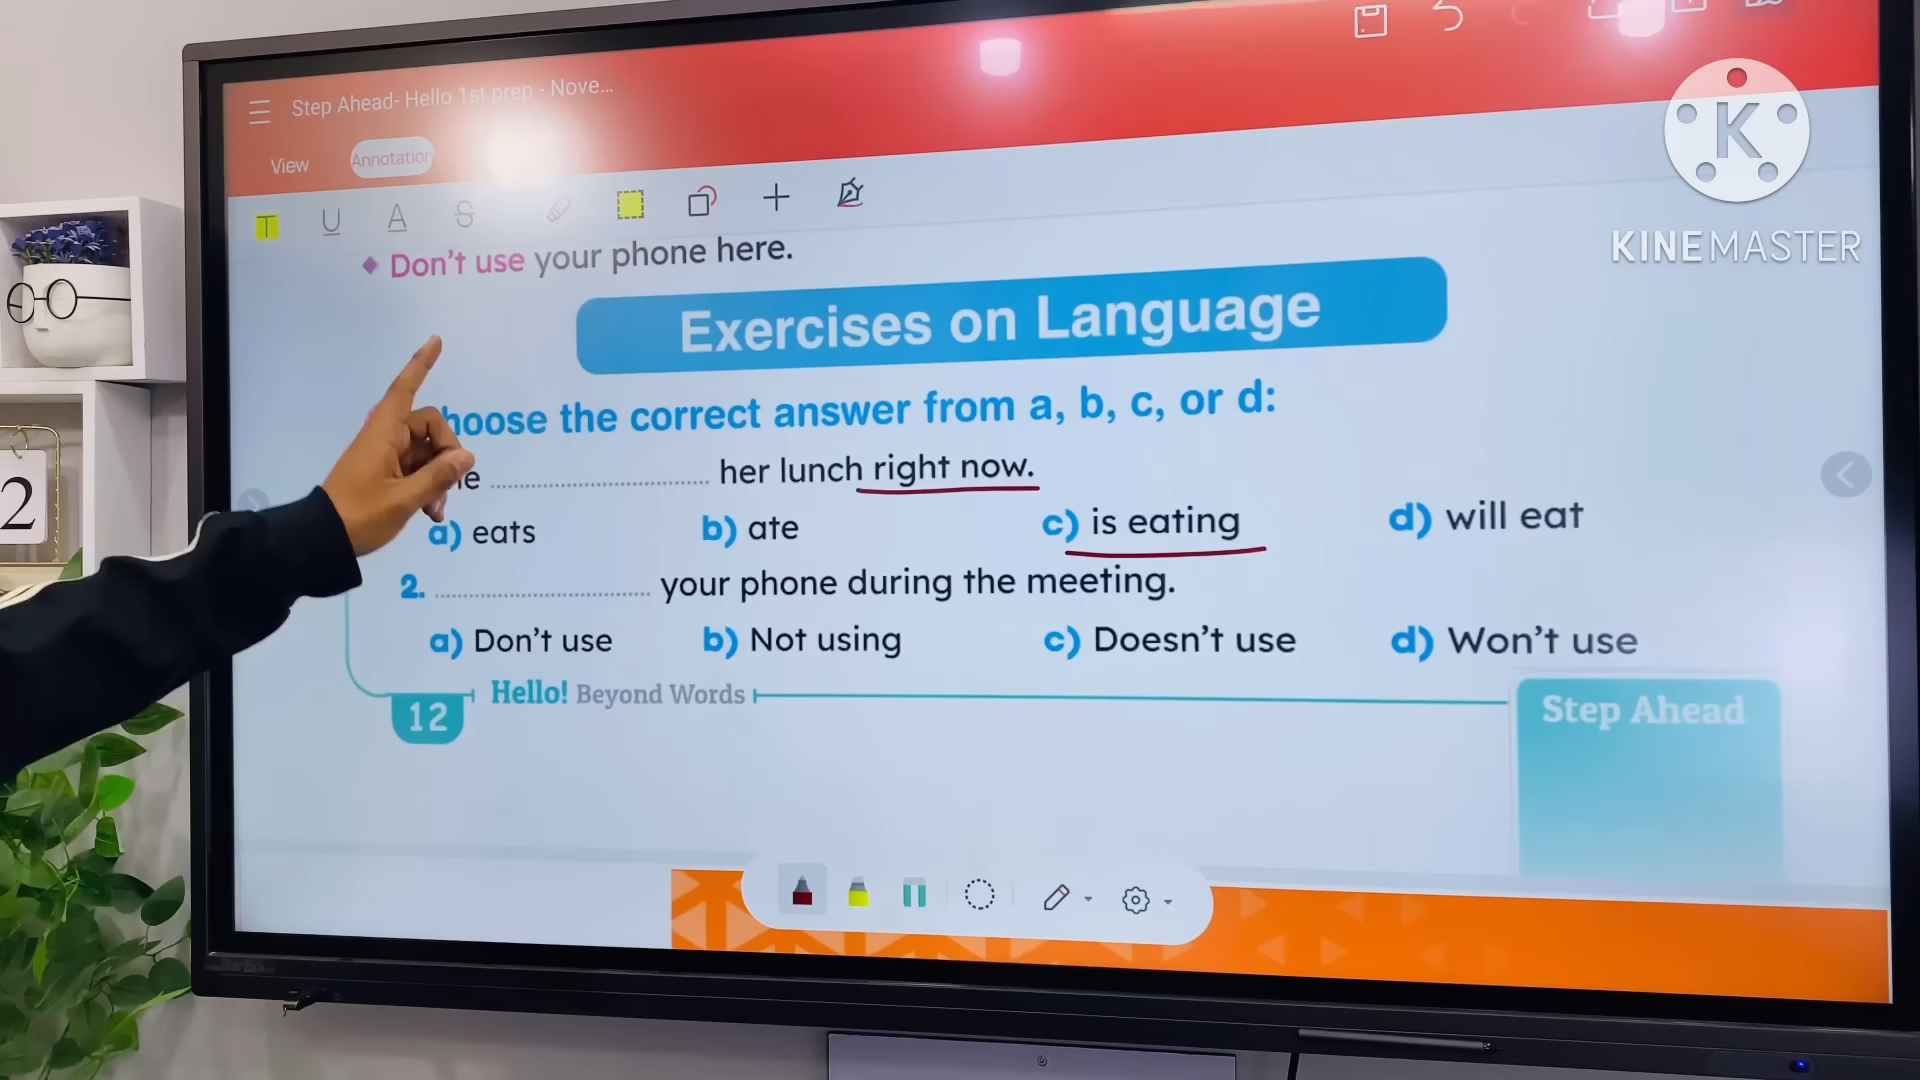 Step Ahead- Hello 1st prep - Nove...
View Annotation
T U A S
Don't use your phone here.
KINEMASTER
Exercises on Language
hoose the correct answer from a, b, c, or d:
he .................... her lunch right now.
a) eats b) ate c) is eating d) will eat
2. .................... your phone during the meeting.
a) Don't use b) Not using c) Doesn't use d) Won't use
12 Hello! Beyond Words Step Ahead
2